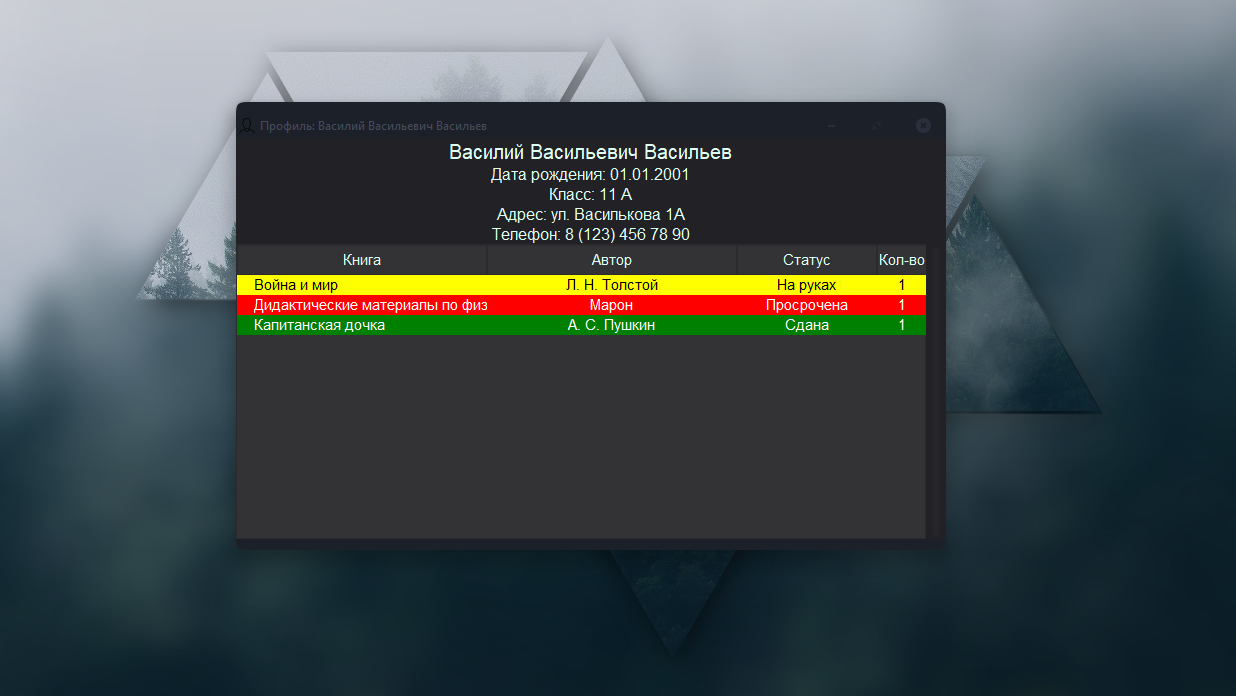 Профиль: Василий Васильевич Васильев
Василий Васильевич Васильев
Дата рождения: 01.01.2001
Класс: 11 А
Адрес: ул. Василькова 1А
Телефон: 8 (123) 456 78 90
Книга Автор Статус Кол-во
Война и мир Л. Н. Толстой На руках 1
Дидактические материалы по физ Марон Просрочена 1
Капитанская дочка А. С. Пушкин Сдана 1